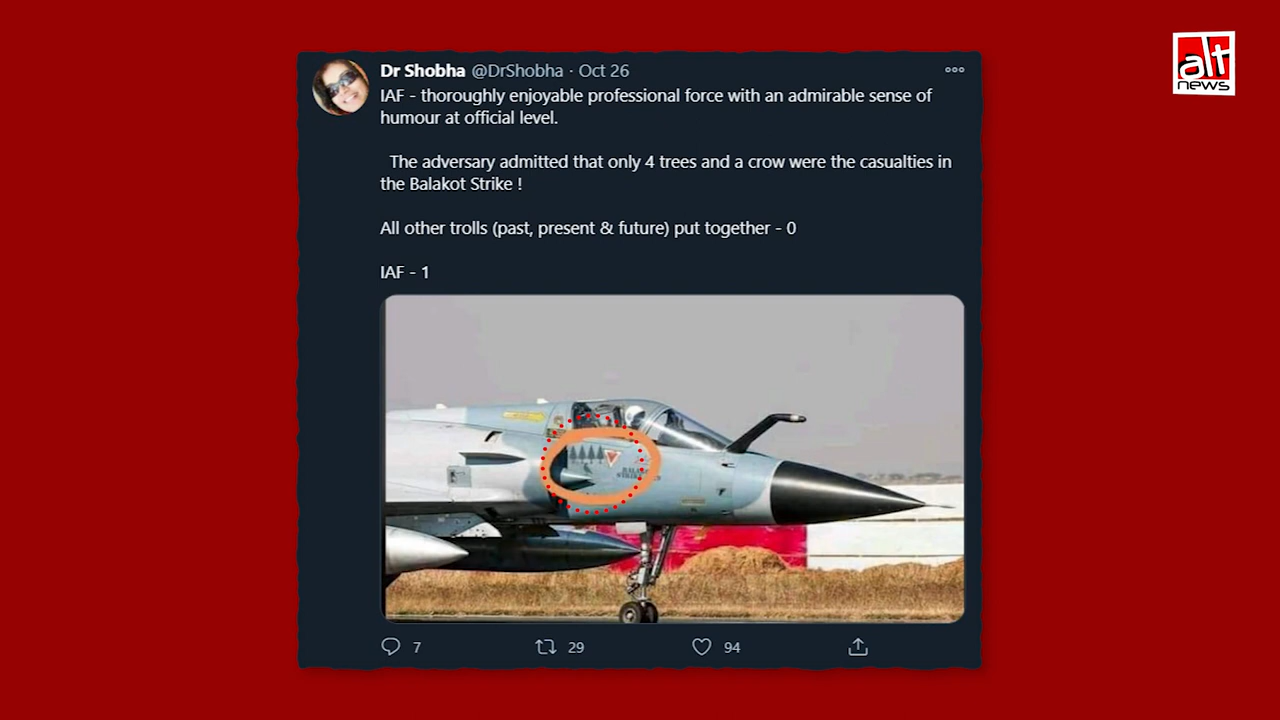 alt
news
Dr Shobha @DrShobha · Oct 26
IAF - thoroughly enjoyable professional force with an admirable sense of
humour at official level.
The adversary admitted that only 4 trees and a crow were the casualties in
the Balakot Strike !
All other trolls (past, present & future) put together - 0
IAF - 1
7 29 94